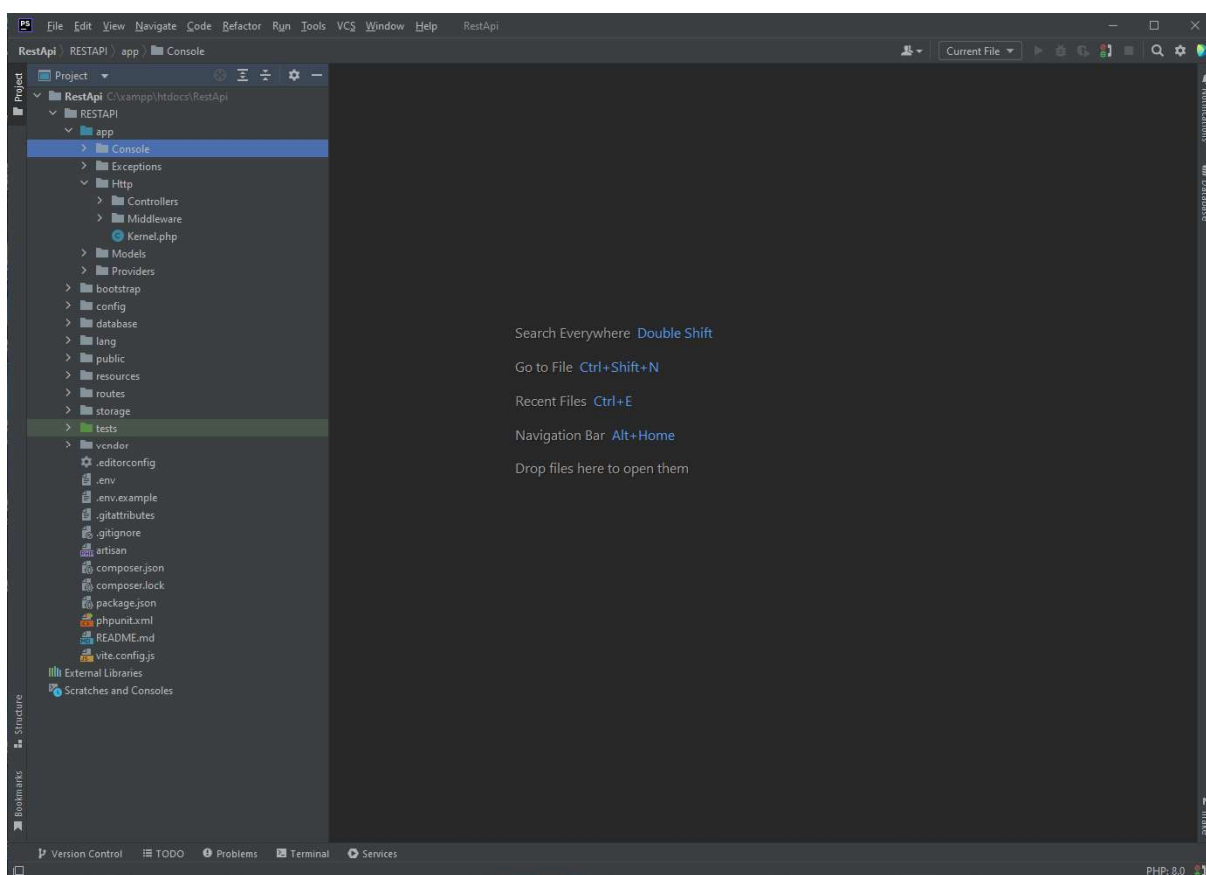 PS File Edit View Navigate Code Refactor Run Tools VCS Window Help RestApi
RestApi RESTAPI app Console
Current File
Project
Project
RestApi C:\xampp\htdocs\RestApi
RESTAPI
app
Console
Exceptions
Http
Controllers
Middleware
Kernel.php
Models
Providers
bootstrap
config
database
lang
public
resources
routes
storage
tests
vendor
.editorconfig
.env
.env.example
.gitattributes
.gitignore
artisan
composer.json
composer.lock
package.json
phpunit.xml
README.md
vite.config.js
External Libraries
Scratches and Consoles
Search Everywhere Double Shift
Go to File Ctrl+Shift+N
Recent Files Ctrl+E
Navigation Bar Alt+Home
Drop files here to open them
Notifications
Database
Structure
Bookmarks
Version Control TODO Problems Terminal Services
PHP: 8.0